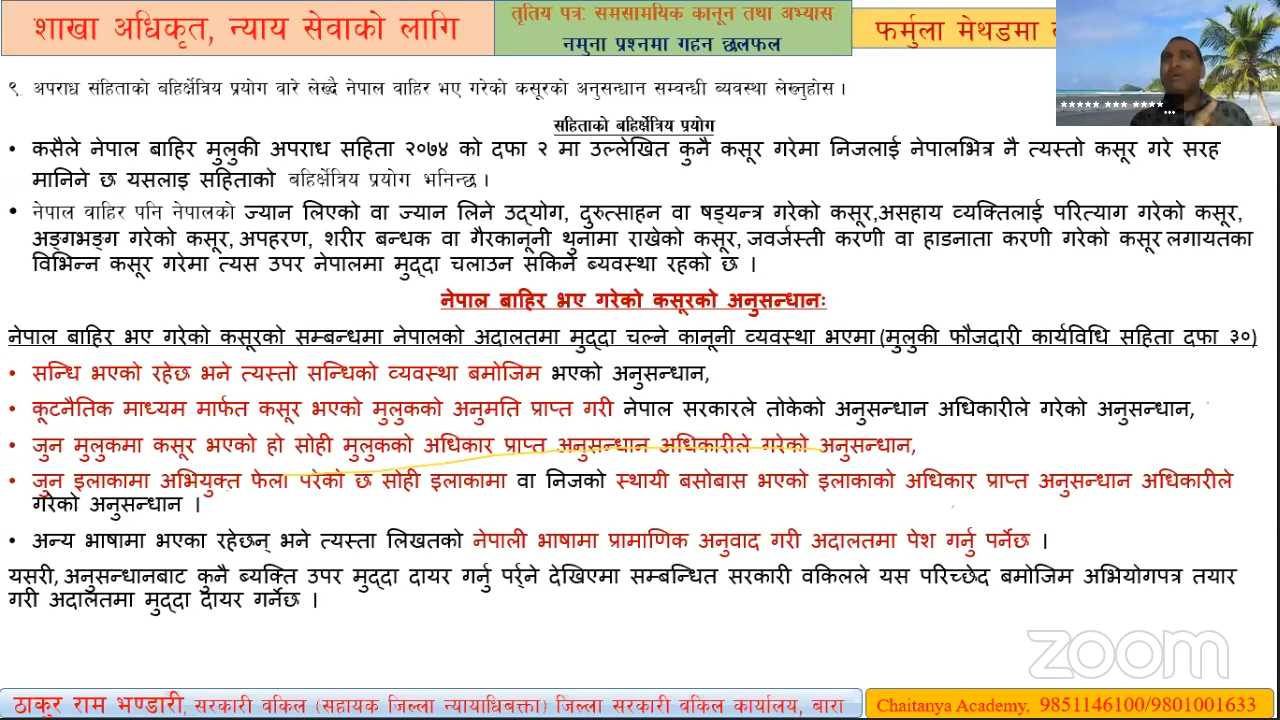 शाखा अधिकृत, न्याय सेवाको लागि
तृतिय पत्र: समसामयिक कानून तथा अभ्यास
नमुना प्रश्नमा गहन छलफल
फर्मुला मेथडमा
***** *** ****...
९. अपराध संहिताको बहिर्क्षेत्रिय प्रयोग वारे लेख्दै नेपाल वाहिर भए गरेको कसूरको अनुसन्धान सम्वन्धी ब्यवस्था लेख्नुहोस ।
सहिताको बहिर्क्षेत्रिय प्रयोग
• कसैले नेपाल बाहिर मुलुकी अपराध सहिता २०७४ को दफा २ मा उल्लेखित कुनै कसूर गरेमा निजलाई नेपालभित्र नै त्यस्तो कसूर गरे सरह
मानिने छ यसलाइ सहिताको बहिर्क्षेत्रिय प्रयोग भनिन्छ ।
• नेपाल वाहिर पनि नेपालको ज्यान लिएको वा ज्यान लिने उद्योग, दुरुत्साहन वा षड्यन्त्र गरेको कसूर,असहाय व्यक्तिलाई परित्याग गरेको कसूर,
अङ्गभङ्ग गरेको कसूर, अपहरण, शरीर बन्धक वा गैरकानूनी थुनामा राखेको कसूर, जवर्जस्ती करणी वा हाडनाता करणी गरेको कसूर लगायतका
विभिन्न कसूर गरेमा त्यस उपर नेपालमा मुद्दा चलाउन सकिने ब्यवस्था रहको छ ।
नेपाल बाहिर भए गरेको कसूरको अनुसन्धानः
नेपाल बाहिर भए गरेको कसूरको सम्बन्धमा नेपालको अदालतमा मुद्दा चल्ने कानूनी व्यवस्था भएमा (मुलुकी फौजदारी कार्यविधि सहिता दफा ३०)
• सन्धि भएको रहेछ भने त्यस्तो सन्धिको व्यवस्था बमोजिम भएको अनुसन्धान,
• कूटनैतिक माध्यम मार्फत कसूर भएको मुलुकको अनुमति प्राप्त गरी नेपाल सरकारले तोकेको अनुसन्धान अधिकारीले गरेको अनुसन्धान,
• जुन मुलुकमा कसूर भएको हो सोही मुलुकको अधिकार प्राप्त अनुसन्धान अधिकारीले गरेको अनुसन्धान,
• जुन इलाकामा अभियुक्त फेला परेको छ सोही इलाकामा वा निजको स्थायी बसोबास भएको इलाकाको अधिकार प्राप्त अनुसन्धान अधिकारीले
गरेको अनुसन्धान ।
• अन्य भाषामा भएका रहेछन् भने त्यस्ता लिखतको नेपाली भाषामा प्रामाणिक अनुवाद गरी अदालतमा पेश गर्नु पर्नेछ ।
यसरी, अनुसन्धानबाट कुनै ब्यक्ति उपर मुद्दा दायर गर्नु पर्र्ने देखिएमा सम्बन्धित सरकारी वकिलले यस परिच्छेद बमोजिम अभियोगपत्र तयार
गरी अदालतमा मुद्दा दायर गर्नेछ ।
zoom
ठाकुर राम भण्डारी, सरकारी वकिल (सहायक जिल्ला न्यायाधिबक्ता) जिल्ला सरकारी वकिल कार्यालय, बारा
Chaitanya Academy, 9851146100/9801001633